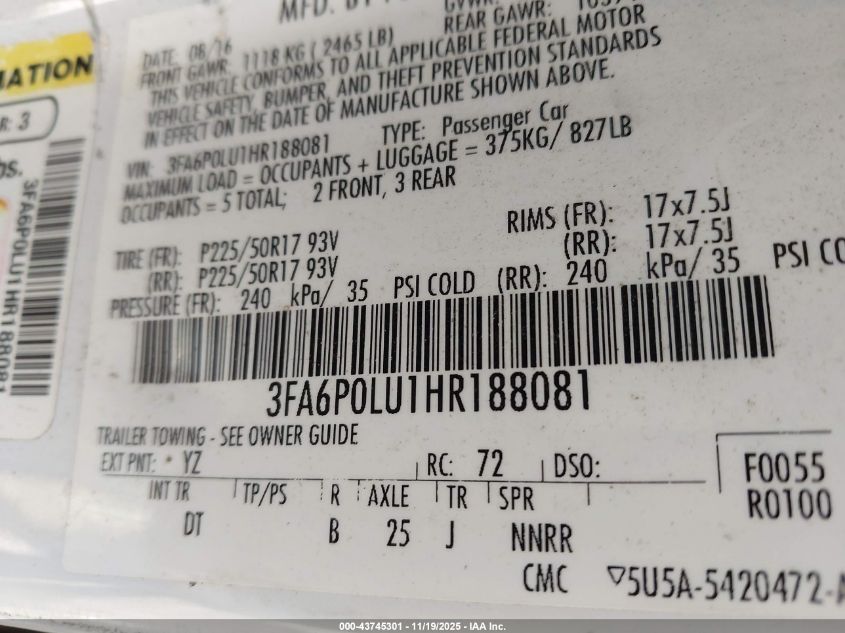 MFD. BY
REAR GAWR:
DATE: 08/16
FRONT GAWR: 1118 KG ( 2465 LB)
THIS VEHICLE CONFORMS TO ALL APPLICABLE FEDERAL MOTOR
VEHICLE SAFETY, BUMPER, AND THEFT PREVENTION STANDARDS
IN EFFECT ON THE DATE OF MANUFACTURE SHOWN ABOVE.
VIN: 3FA6P0LU1HR188081 TYPE: Passenger Car
MAXIMUM LOAD = OCCUPANTS + LUGGAGE = 375KG/ 827LB
OCCUPANTS = 5 TOTAL; 2 FRONT, 3 REAR
RIMS (FR): 17x7.5J
TIRE (FR): P225/50R17 93V (RR): 17x7.5J
(RR): P225/50R17 93V
PRESSURE (FR): 240 kPa/ 35 PSI COLD (RR): 240 kPa/ 35 PSI CO
3FA6P0LU1HR188081
TRAILER TOWING - SEE OWNER GUIDE
EXT PNT: YZ RC: 72 DSO: F0055
INT TR TP/PS R AXLE TR SPR R0100
DT B 25 J NNRR
CMC 5U5A-5420472-A
MATION
R: 3
3FA6P0LU1HR188081
000-43745301 - 11/19/2025 - IAA Inc.